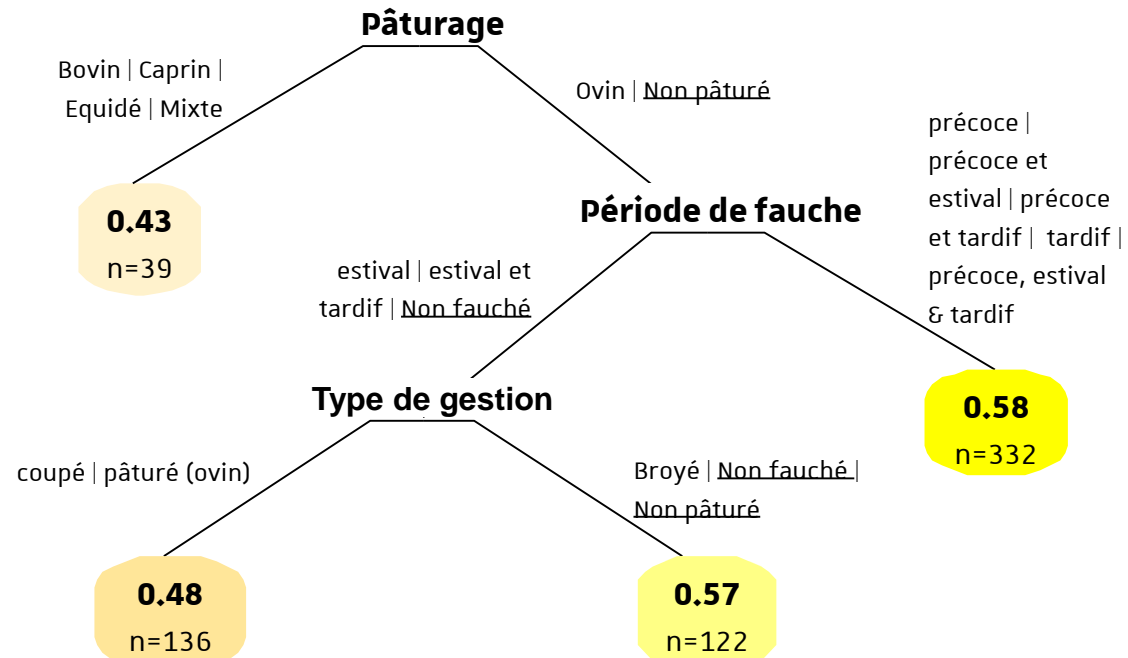 Pâturage
Bovin | Caprin |
Equidé | Mixte
Ovin | Non pâturé
0.43
n=39
Période de fauche
précoce |
précoce et
estival | précoce
et tardif | tardif |
précoce, estival
& tardif
estival | estival et
tardif | Non fauché
0.58
n=332
Type de gestion
coupé | pâturé (ovin)
Broyé | Non fauché |
Non pâturé
0.48
n=136
0.57
n=122